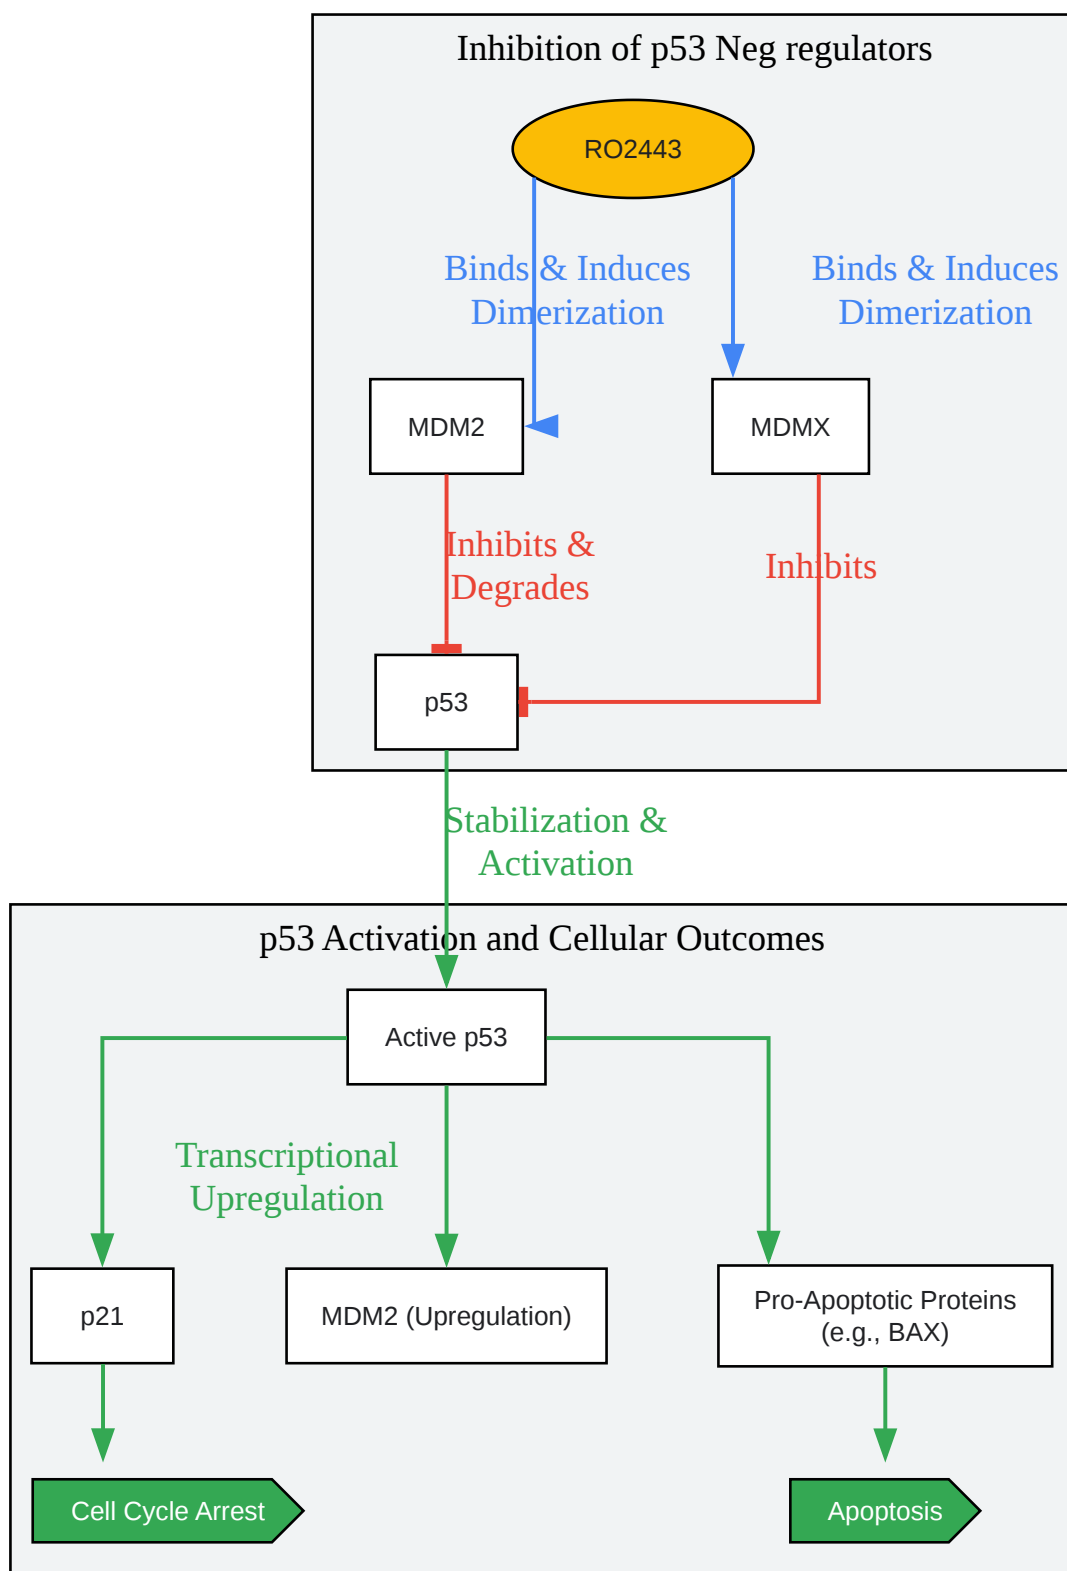 Inhibition of p53 Neg regulators
RO2443
Binds & Induces
Dimerization
Binds & Induces
Dimerization
MDM2
MDMX
Inhibits &
Degrades
Inhibits
p53
Stabilization &
Activation
p53 Activation and Cellular Outcomes
Active p53
Transcriptional
Upregulation
p21
MDM2 (Upregulation)
Pro-Apoptotic Proteins
(e.g., BAX)
Cell Cycle Arrest
Apoptosis